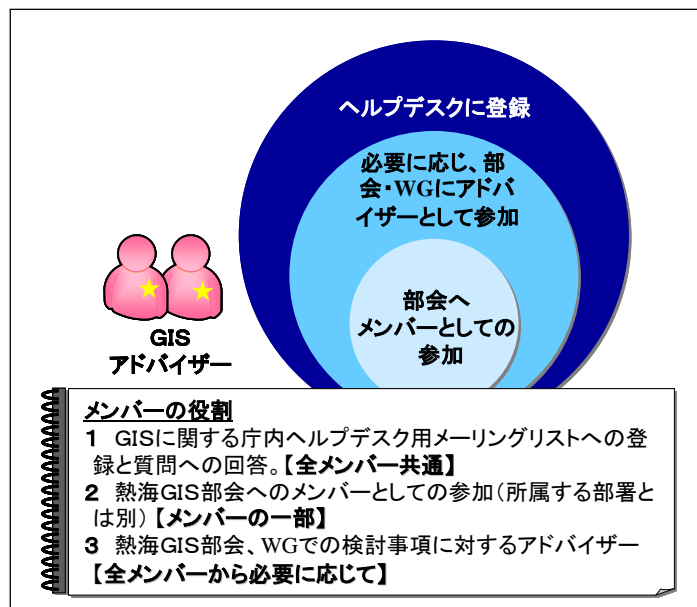 ヘルプデスクに登録
必要に応じ、部
会・WGにアドバ
イザーとして参加
部会へ
メンバーとしての
参加
GIS
アドバイザー
メンバーの役割
1 GISに関する庁内ヘルプデスク用メーリングリストへの登
録と質問への回答。【全メンバー共通】
2 熱海GIS部会へのメンバーとしての参加(所属する部署と
は別)【メンバーの一部】
3 熱海GIS部会、WGでの検討事項に対するアドバイザー
【全メンバーから必要に応じて】